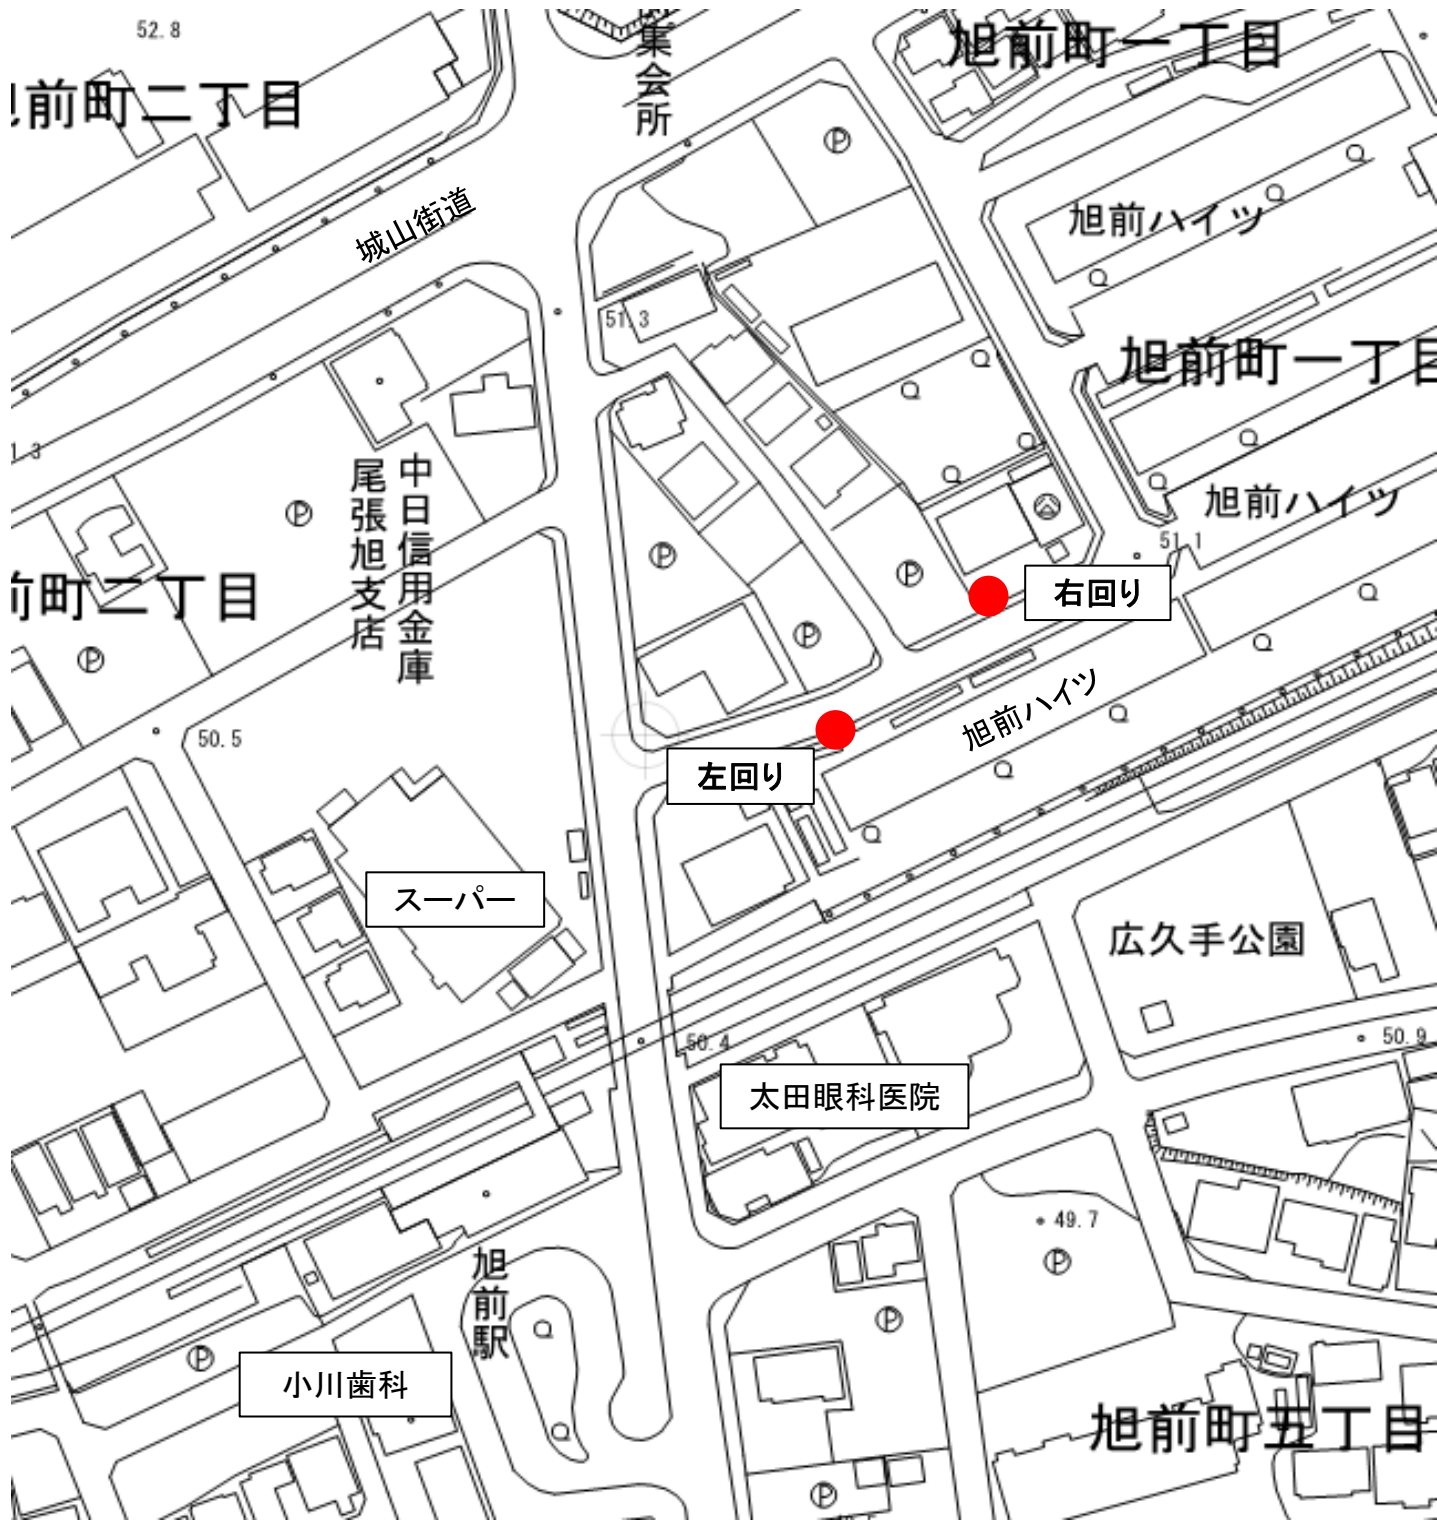 52.8
集会所
旭前町一丁目
前町二丁目
城山街道
旭前ハイツ
51.3
旭前町一丁目
中日信用金庫
尾張旭支店
旭前ハイツ
51.1
右回り
前町二丁目
旭前ハイツ
50.5
左回り
スーパー
広久手公園
50.4
50.9
太田眼科医院
49.7
旭前駅
小川歯科
旭前町五丁目
P
P
P
P
P
P
P
P
P
P